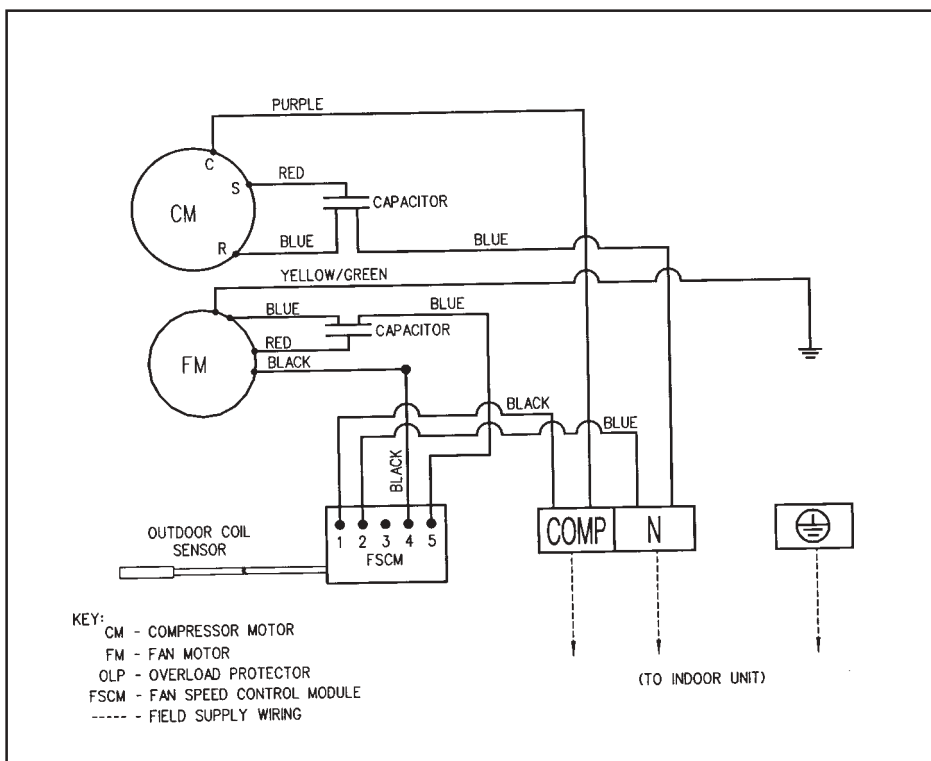 PURPLE
C
S
RED
CAPACITOR
CM
R
BLUE
BLUE
YELLOW/GREEN
BLUE
BLUE
CAPACITOR
RED
FM
BLACK
BLACK
BLUE
BLACK
OUTDOOR COIL
SENSOR
1 2 3 4 5
FSCM
COMP
N
(TO INDOOR UNIT)
KEY:
CM - COMPRESSOR MOTOR
FM - FAN MOTOR
OLP - OVERLOAD PROTECTOR
FSCM - FAN SPEED CONTROL MODULE
----- - FIELD SUPPLY WIRING